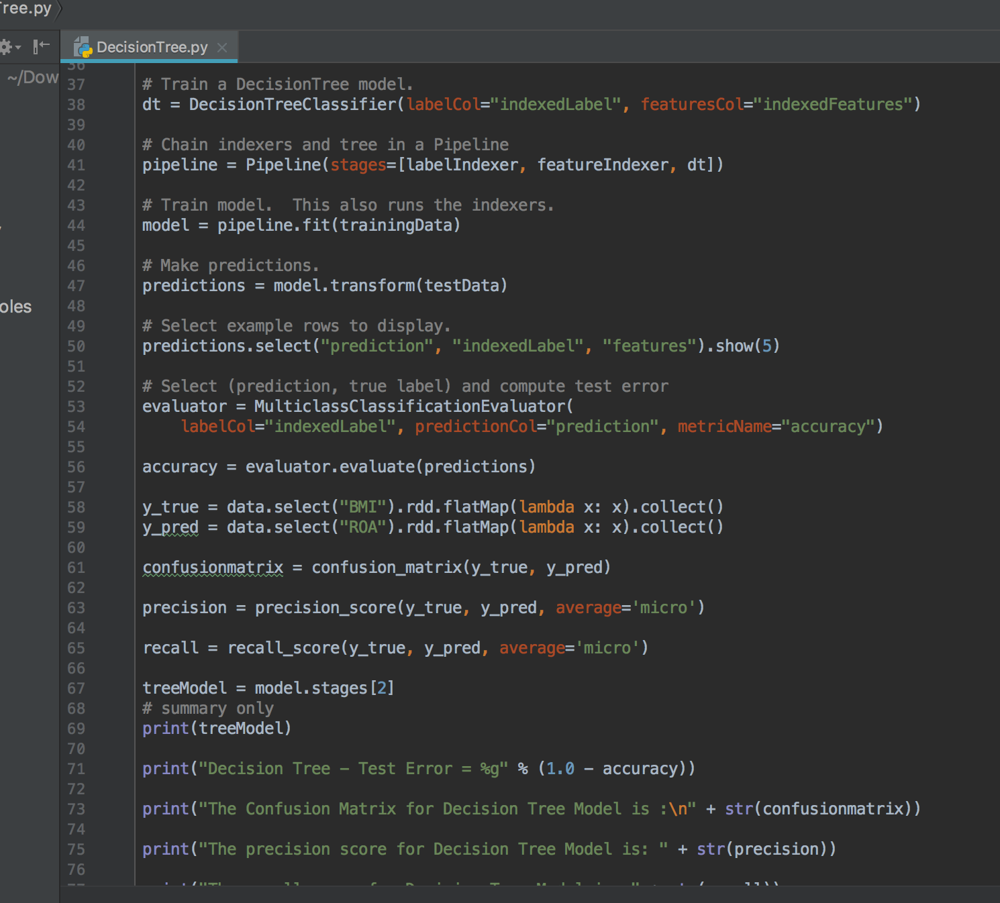 Tree.py
DecisionTree.py
~/Dow
oles
36
37 # Train a DecisionTree model.
38 dt = DecisionTreeClassifier(labelCol="indexedLabel", featuresCol="indexedFeatures")
39
40 # Chain indexers and tree in a Pipeline
41 pipeline = Pipeline(stages=[labelIndexer, featureIndexer, dt])
42
43 # Train model.  This also runs the indexers.
44 model = pipeline.fit(trainingData)
45
46 # Make predictions.
47 predictions = model.transform(testData)
48
49 # Select example rows to display.
50 predictions.select("prediction", "indexedLabel", "features").show(5)
51
52 # Select (prediction, true label) and compute test error
53 evaluator = MulticlassClassificationEvaluator(
54     labelCol="indexedLabel", predictionCol="prediction", metricName="accuracy")
55
56 accuracy = evaluator.evaluate(predictions)
57
58 y_true = data.select("BMI").rdd.flatMap(lambda x: x).collect()
59 y_pred = data.select("ROA").rdd.flatMap(lambda x: x).collect()
60
61 confusionmatrix = confusion_matrix(y_true, y_pred)
62
63 precision = precision_score(y_true, y_pred, average='micro')
64
65 recall = recall_score(y_true, y_pred, average='micro')
66
67 treeModel = model.stages[2]
68 # summary only
69 print(treeModel)
70
71 print("Decision Tree - Test Error = %g" % (1.0 - accuracy))
72
73 print("The Confusion Matrix for Decision Tree Model is :\n" + str(confusionmatrix))
74
75 print("The precision score for Decision Tree Model is: " + str(precision))
76